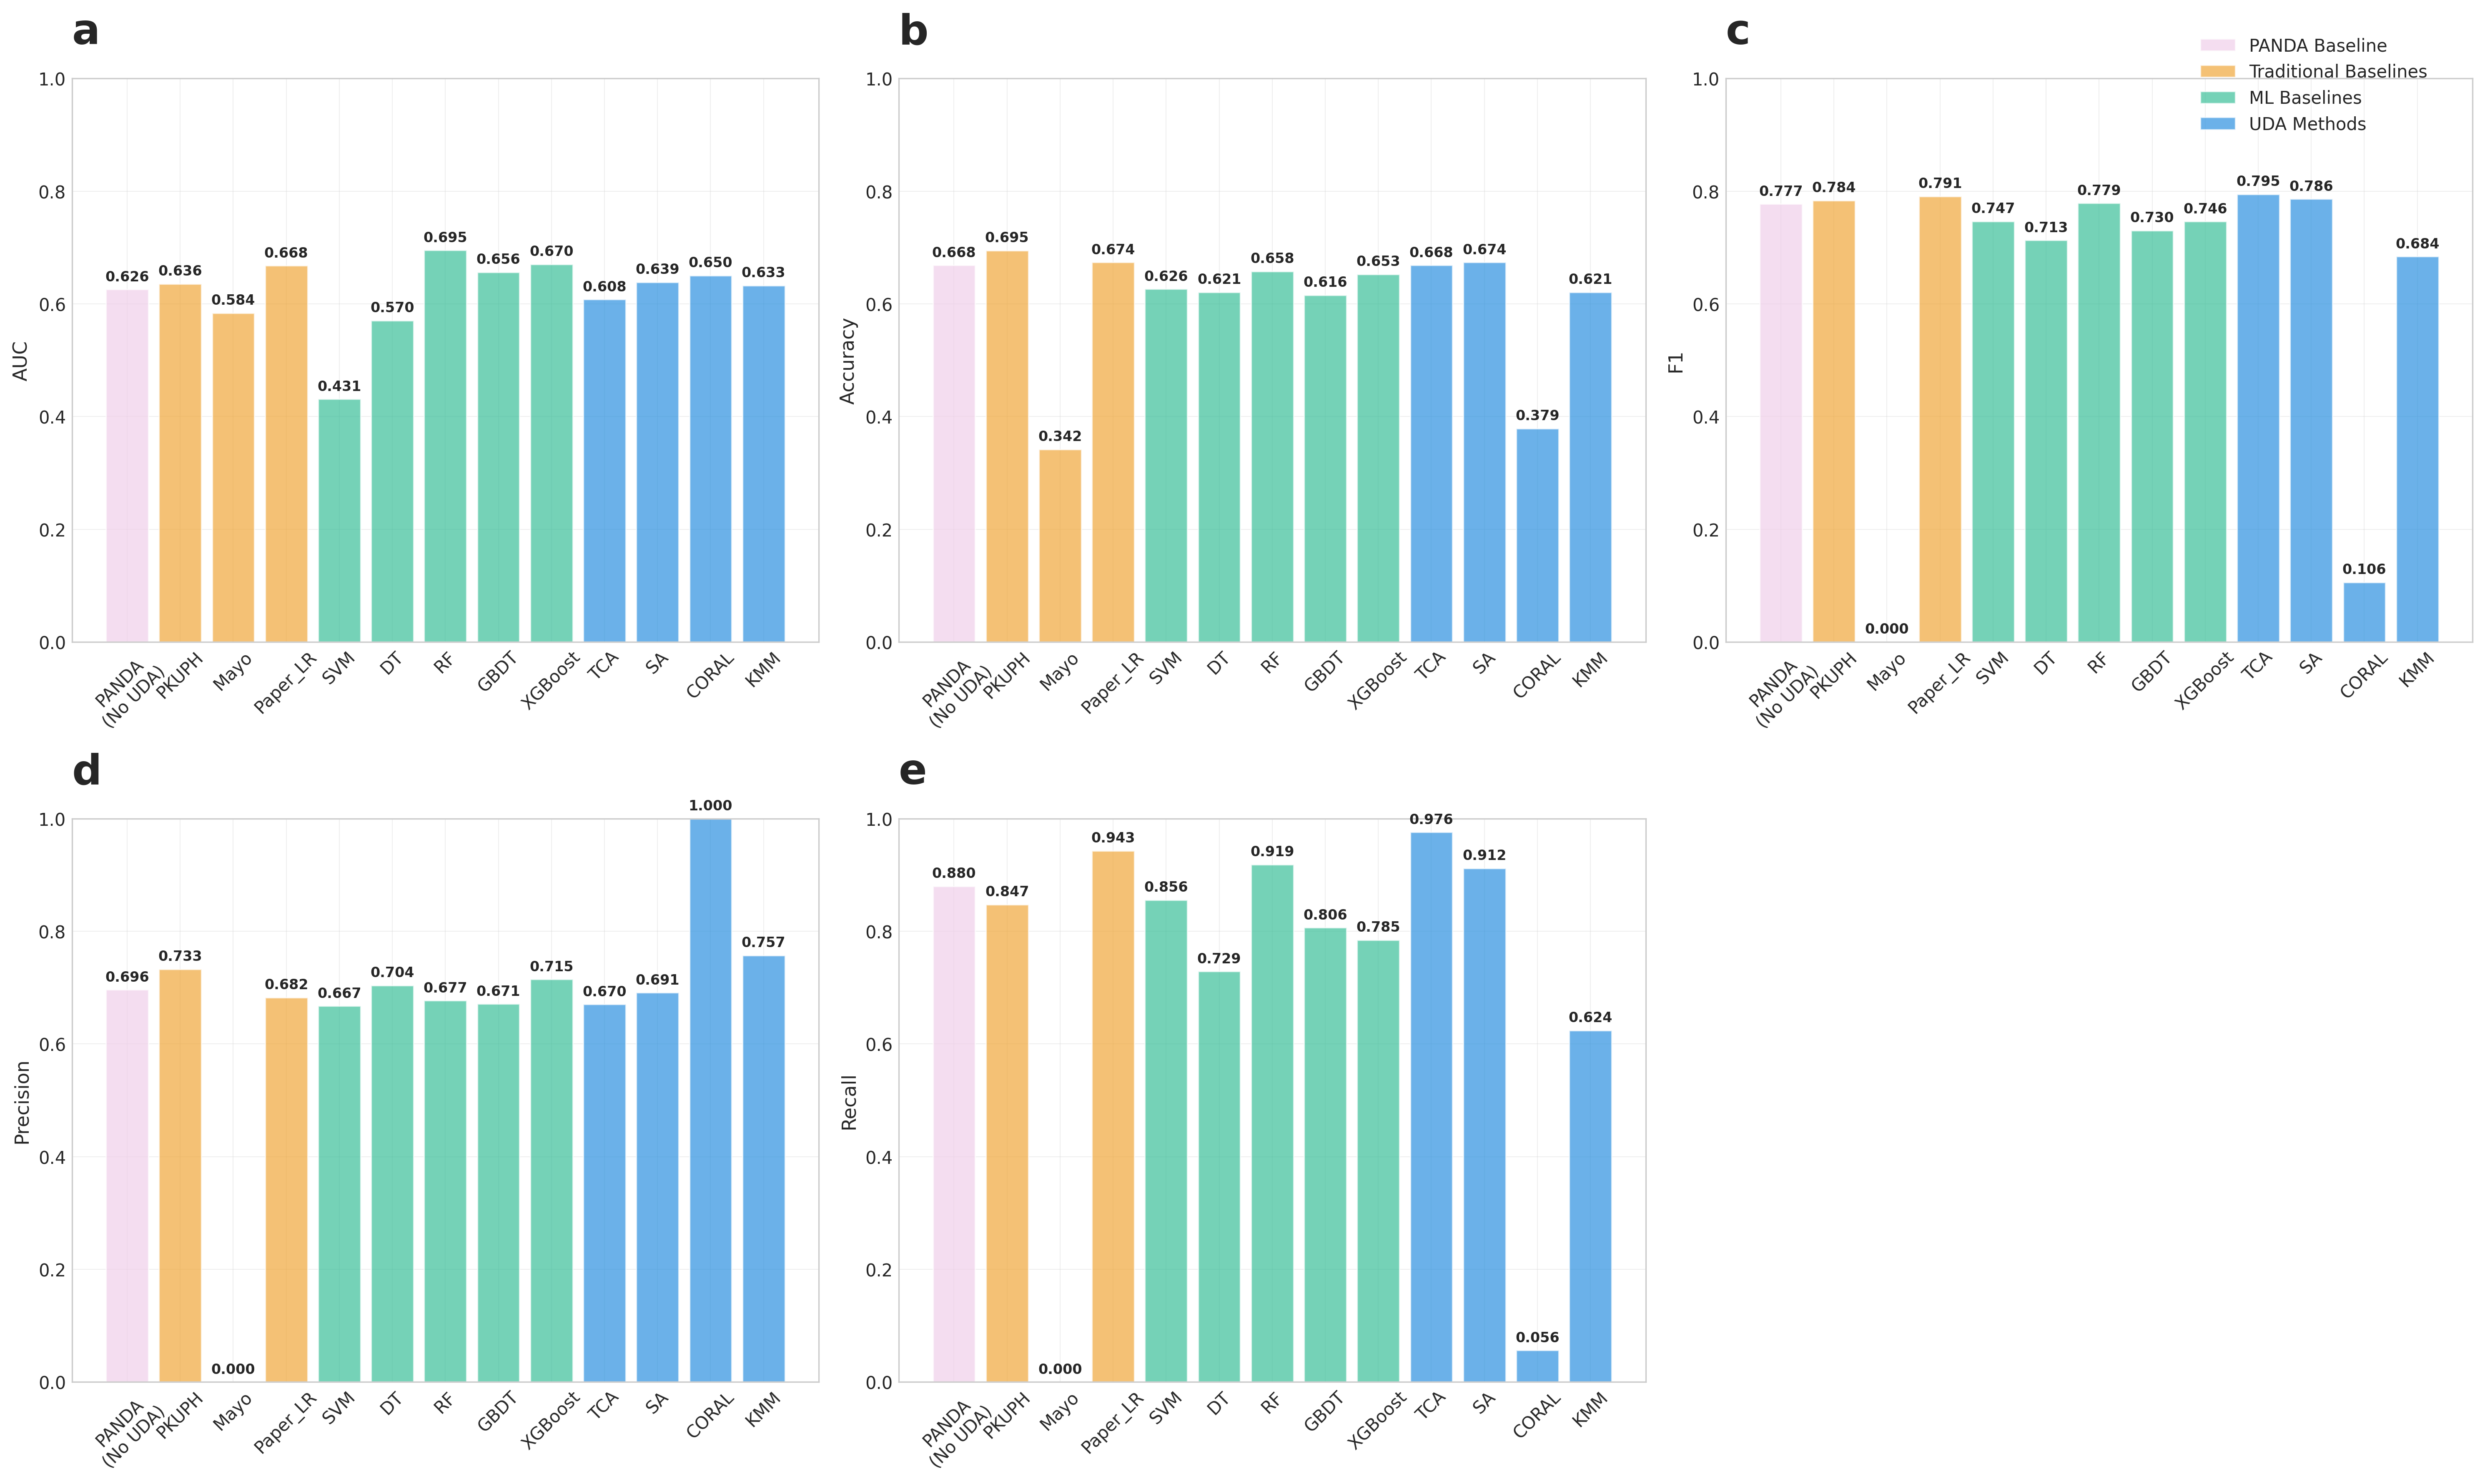 a
1.0
0.8
0.6
0.4
0.2
0.0
AUC
0.626
0.636
0.584
0.668
0.431
0.570
0.695
0.656
0.670
0.608
0.639
0.650
0.633
PANDA
(No UDA)
PKUPH
Mayo
Paper_LR
SVM
DT
RF
GBDT
XGBoost
TCA
SA
CORAL
KMM
b
1.0
0.8
0.6
0.4
0.2
0.0
Accuracy
0.668
0.695
0.342
0.674
0.626
0.621
0.658
0.616
0.653
0.668
0.674
0.379
0.621
PANDA
(No UDA)
PKUPH
Mayo
Paper_LR
SVM
DT
RF
GBDT
XGBoost
TCA
SA
CORAL
KMM
c
PANDA Baseline
Traditional Baselines
ML Baselines
UDA Methods
1.0
0.8
0.6
0.4
0.2
0.0
F1
0.777
0.784
0.000
0.791
0.747
0.713
0.779
0.730
0.746
0.795
0.786
0.106
0.684
PANDA
(No UDA)
PKUPH
Mayo
Paper_LR
SVM
DT
RF
GBDT
XGBoost
TCA
SA
CORAL
KMM
d
1.0
0.8
0.6
0.4
0.2
0.0
Precision
0.696
0.733
0.000
0.682
0.667
0.704
0.677
0.671
0.715
0.670
0.691
1.000
0.757
PANDA
(No UDA)
PKUPH
Mayo
Paper_LR
SVM
DT
RF
GBDT
XGBoost
TCA
SA
CORAL
KMM
e
1.0
0.8
0.6
0.4
0.2
0.0
Recall
0.880
0.847
0.000
0.943
0.856
0.729
0.919
0.806
0.785
0.976
0.912
0.056
0.624
PANDA
(No UDA)
PKUPH
Mayo
Paper_LR
SVM
DT
RF
GBDT
XGBoost
TCA
SA
CORAL
KMM